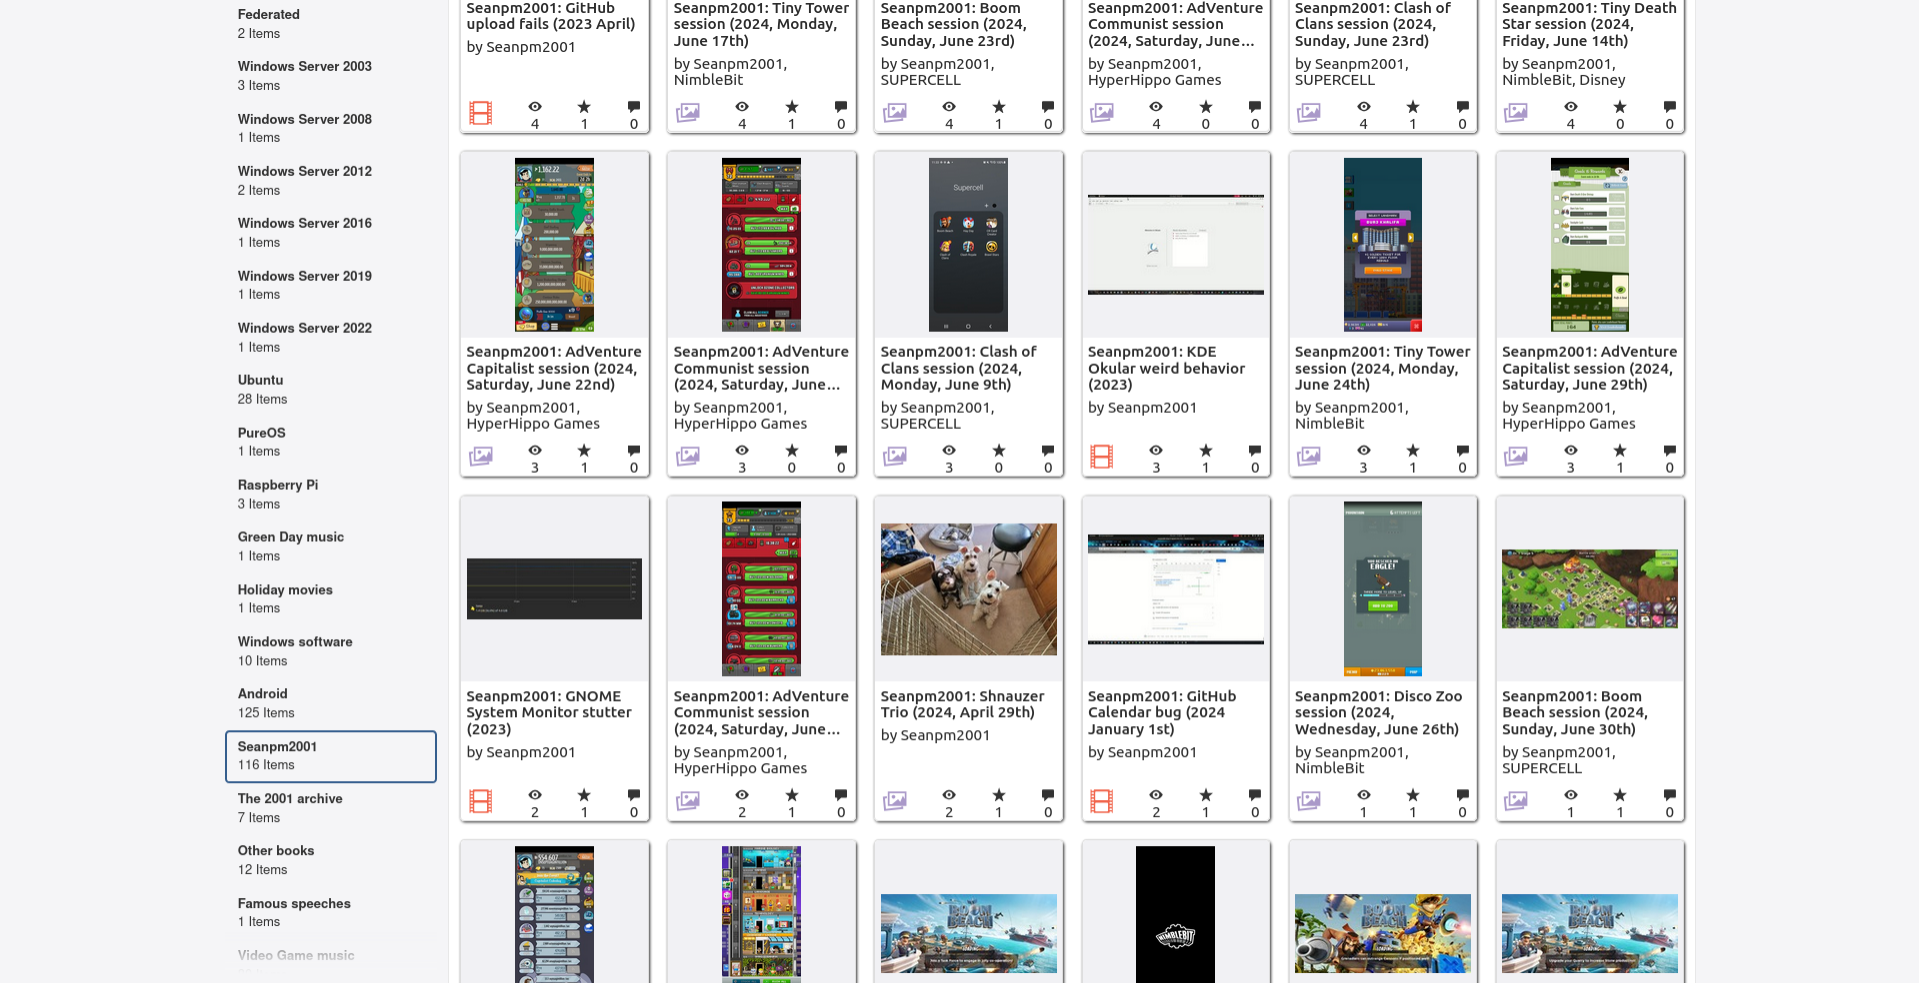 Federated
2 Items
Windows Server 2003
3 Items
Windows Server 2008
1 Items
Windows Server 2012
2 Items
Windows Server 2016
1 Items
Windows Server 2019
1 Items
Windows Server 2022
1 Items
Ubuntu
28 Items
PureOS
1 Items
Raspberry Pi
3 Items
Green Day music
1 Items
Holiday movies
1 Items
Windows software
10 Items
Android
125 Items
Seanpm2001
116 Items
The 2001 archive
7 Items
Other books
12 Items
Famous speeches
1 Items
Video Game music
Seanpm2001: GitHub
upload fails (2023 April)
by Seanpm2001
4 1 0
Seanpm2001: Tiny Tower
session (2024, Monday,
June 17th)
by Seanpm2001,
NimbleBit
4 1 0
Seanpm2001: Boom
Beach session (2024,
Sunday, June 23rd)
by Seanpm2001,
SUPERCELL
4 1 0
Seanpm2001: AdVenture
Communist session
(2024, Saturday, June...
by Seanpm2001,
HyperHippo Games
4 0 0
Seanpm2001: Clash of
Clans session (2024,
Sunday, June 23rd)
by Seanpm2001,
SUPERCELL
4 1 0
Seanpm2001: Tiny Death
Star session (2024,
Friday, June 14th)
by Seanpm2001,
NimbleBit, Disney
4 0 0
Seanpm2001: AdVenture
Capitalist session (2024,
Saturday, June 22nd)
by Seanpm2001,
HyperHippo Games
3 1 0
Seanpm2001: AdVenture
Communist session
(2024, Saturday, June...
by Seanpm2001,
HyperHippo Games
3 0 0
Supercell
Seanpm2001: Clash of
Clans session (2024,
Monday, June 9th)
by Seanpm2001,
SUPERCELL
3 0 0
Seanpm2001: KDE
Okular weird behavior
(2023)
by Seanpm2001
3 1 0
Seanpm2001: Tiny Tower
session (2024, Monday,
June 24th)
by Seanpm2001,
NimbleBit
3 1 0
Seanpm2001: AdVenture
Capitalist session (2024,
Saturday, June 29th)
by Seanpm2001,
HyperHippo Games
3 1 0
Seanpm2001: GNOME
System Monitor stutter
(2023)
by Seanpm2001
2 1 0
Seanpm2001: AdVenture
Communist session
(2024, Saturday, June...
by Seanpm2001,
HyperHippo Games
2 1 0
Seanpm2001: Shnauzer
Trio (2024, April 29th)
by Seanpm2001
2 1 0
Seanpm2001: GitHub
Calendar bug (2024
January 1st)
by Seanpm2001
2 1 0
EAGLE!
Seanpm2001: Disco Zoo
session (2024,
Wednesday, June 26th)
by Seanpm2001,
NimbleBit
1 1 0
Seanpm2001: Boom
Beach session (2024,
Sunday, June 30th)
by Seanpm2001,
SUPERCELL
1 1 0
BOOM
BEACH
NIMBLEBIT
BOOM
BEACH
BOOM
BEACH